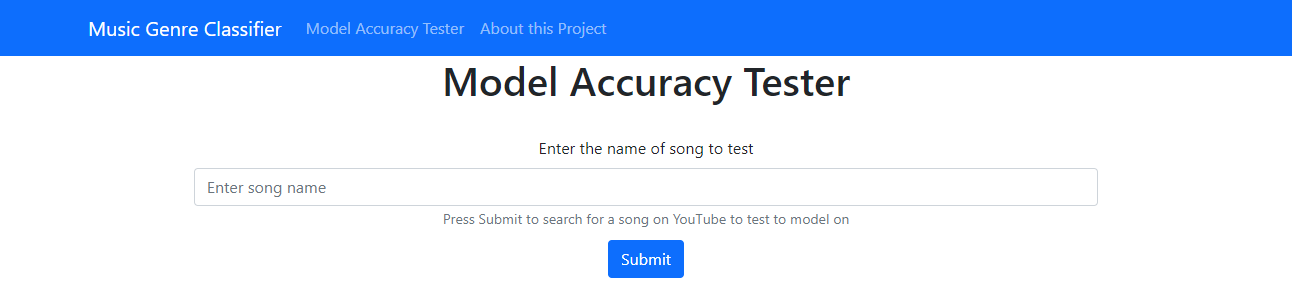 Music Genre Classifier Model Accuracy Tester About this Project
Model Accuracy Tester
Enter the name of song to test
Enter song name
Press Submit to search for a song on YouTube to test to model on
Submit